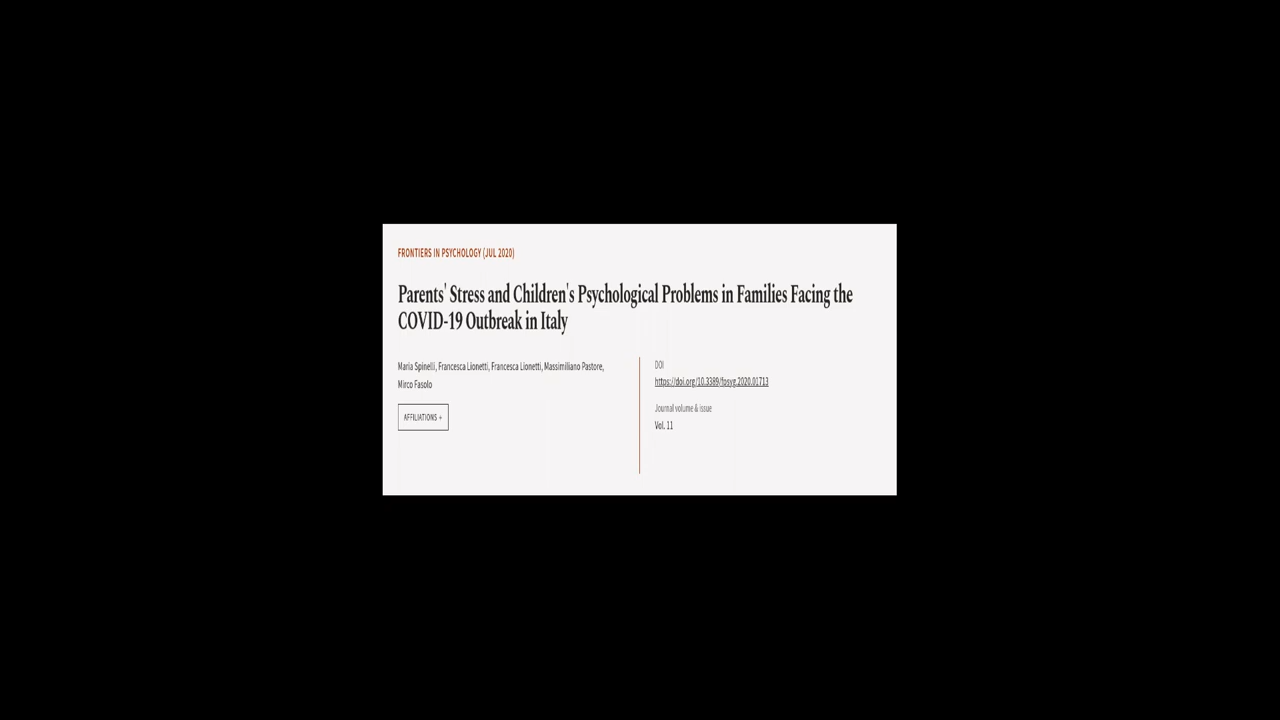 FRONTIERS IN PSYCHOLOGY (JUL 2020)
Parents' Stress and Children's Psychological Problems in Families Facing the
COVID-19 Outbreak in Italy
Maria Spinelli, Francesca Lionetti, Francesca Lionetti, Massimiliano Pastore,
Mirco Fasolo
AFFILIATIONS +
DOI
https://doi.org/10.3389/fpsyg.2020.01713
Journal volume & issue
Vol. 11